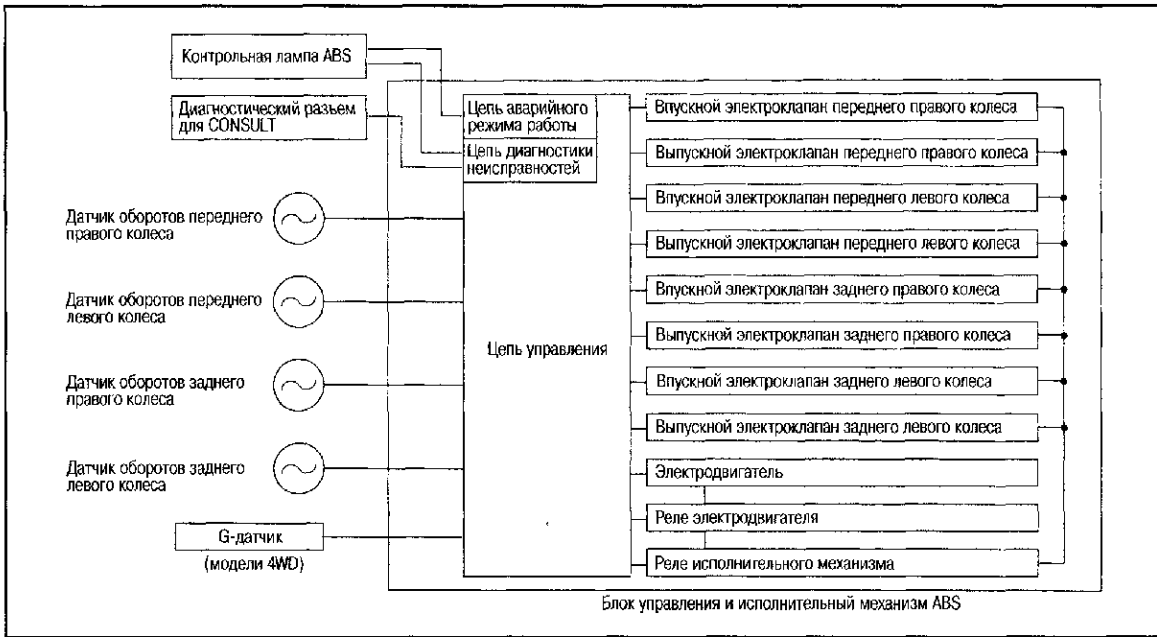 Контрольная лампа ABS
Диагностический разъем
для CONSULT
Цепь аварийного
режима работы
Цепь диагностики
неисправностей
Датчик оборотов переднего
правого колеса
Датчик оборотов переднего
левого колеса
Датчик оборотов заднего
правого колеса
Датчик оборотов заднего
левого колеса
G-датчик
(модели 4WD)
Цепь управления
Впускной электроклапан переднего правого колеса
Выпускной электроклапан переднего правого колеса
Впускной электроклапан переднего левого колеса
Выпускной электроклапан переднего левого колеса
Впускной электроклапан заднего правого колеса
Выпускной электроклапан заднего правого колеса
Впускной электроклапан заднего левого колеса
Выпускной электроклапан заднего левого колеса
Электродвигатель
Реле электродвигателя
Реле исполнительного механизма
Блок управления и исполнительный механизм ABS